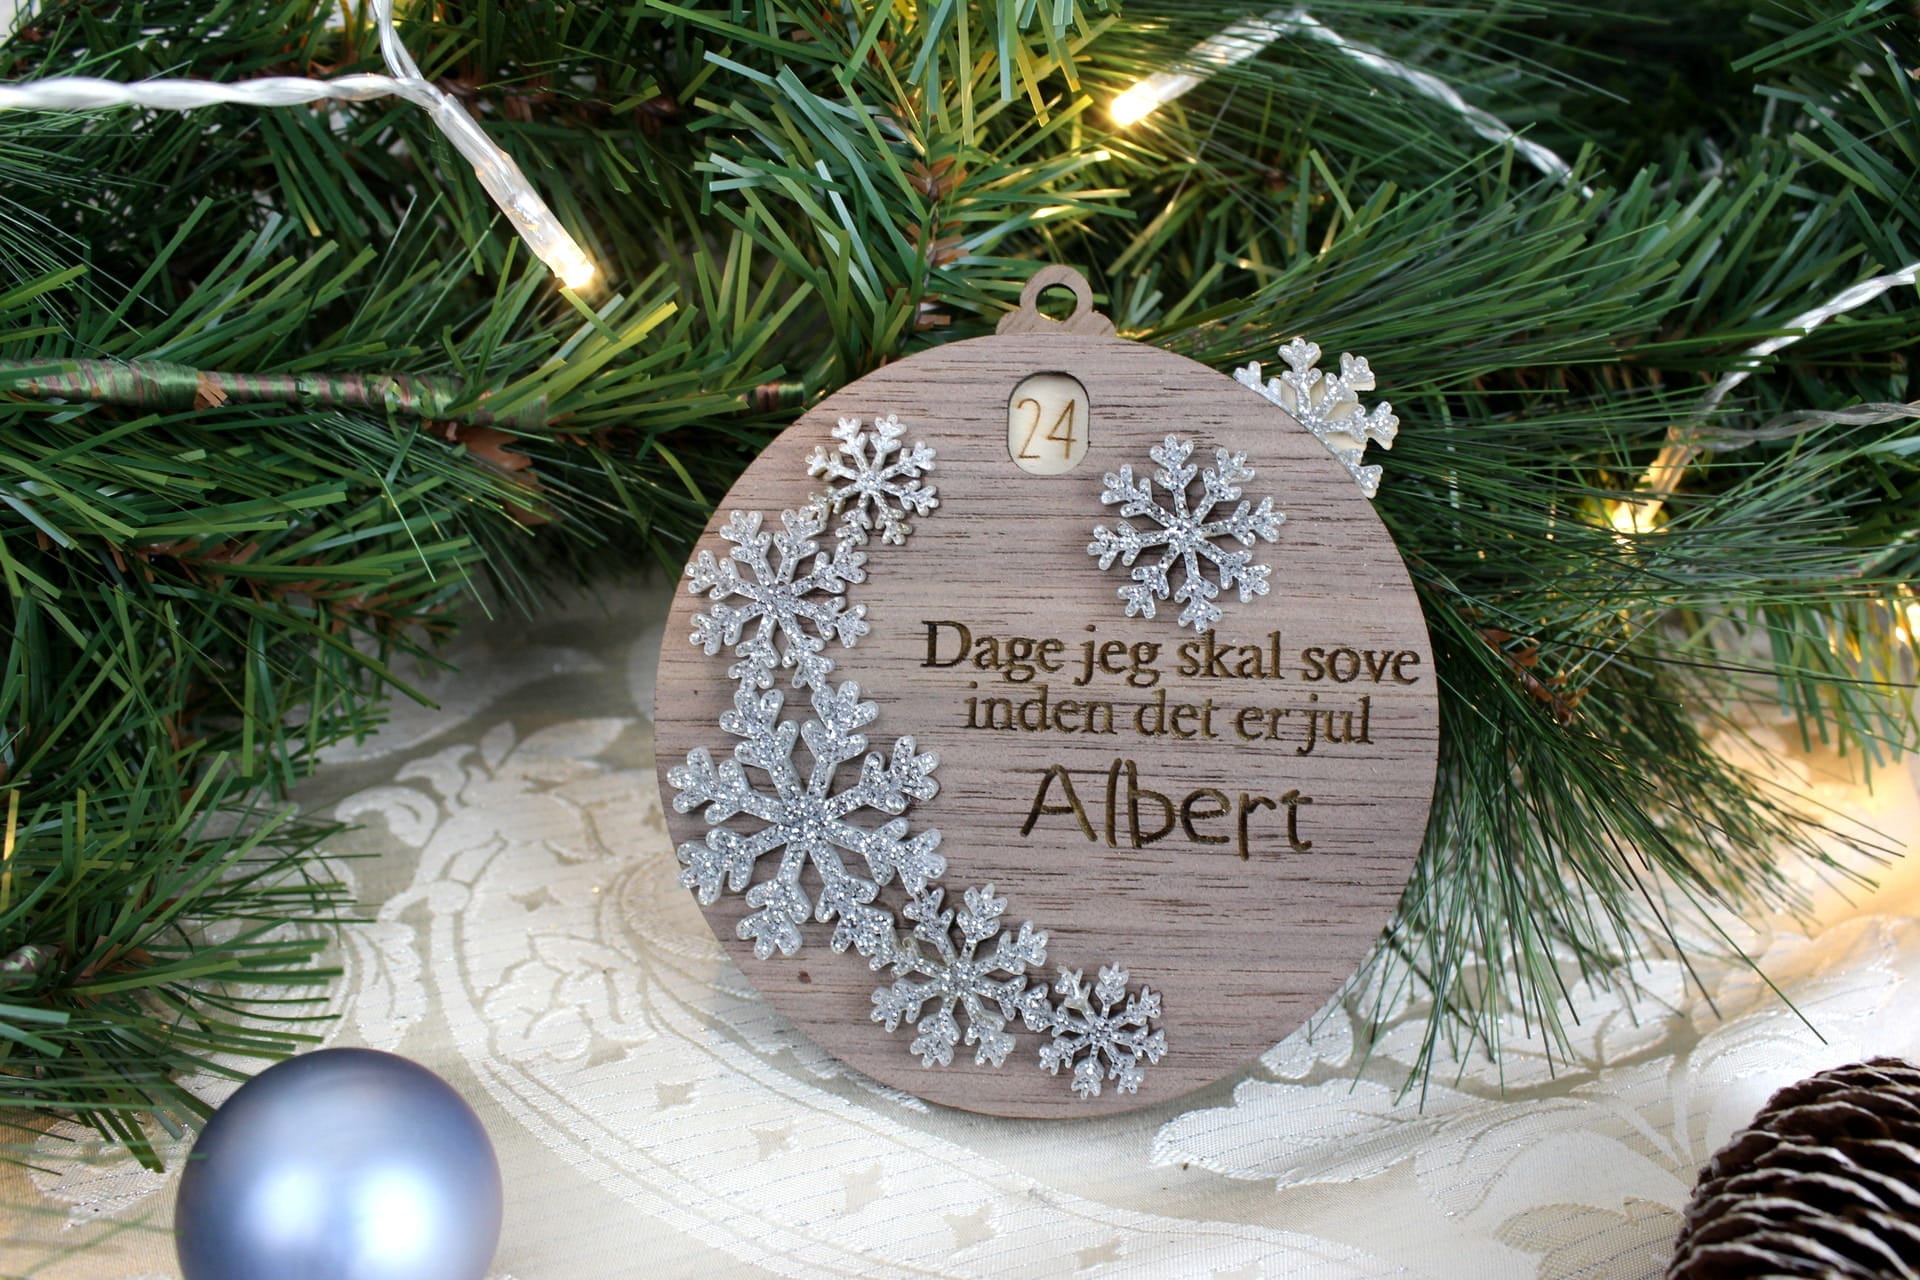 24
Dage jeg skal sove
inden det er jul
Albert